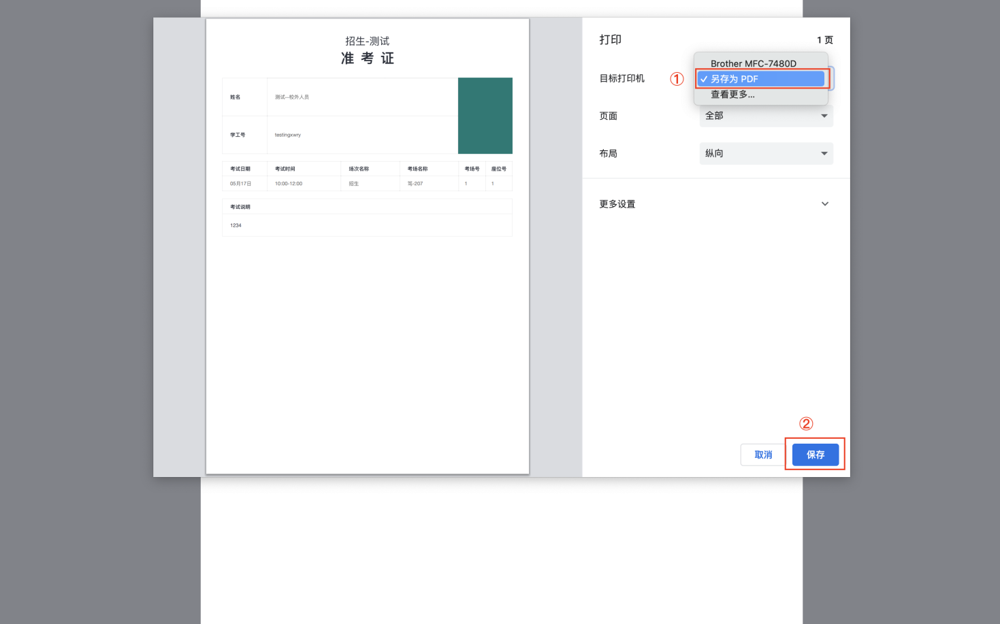 招生-测试
准 考 证
姓名 测试--校外人员
学工号 testingxwry
考试日期 考试时间 场次名称 考场名称 考场号 座位号
05月17日 10:00-12:00 招生 笃-207 1 1
考试说明
1234
打印 1 页
Brother MFC-7480D
目标打印机 ① ✓ 另存为 PDF
查看更多...
页面 全部
布局 纵向
更多设置
②
取消 保存